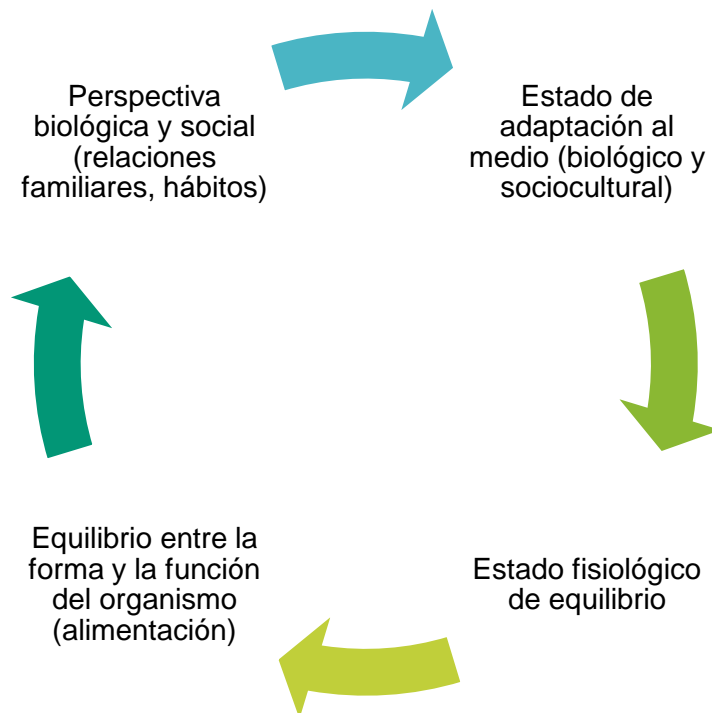 Perspectiva
biológica y social
(relaciones
familiares, hábitos)
Estado de
adaptación al
medio (biológico y
sociocultural)
Estado fisiológico
de equilibrio
Equilibrio entre la
forma y la función
del organismo
(alimentación)